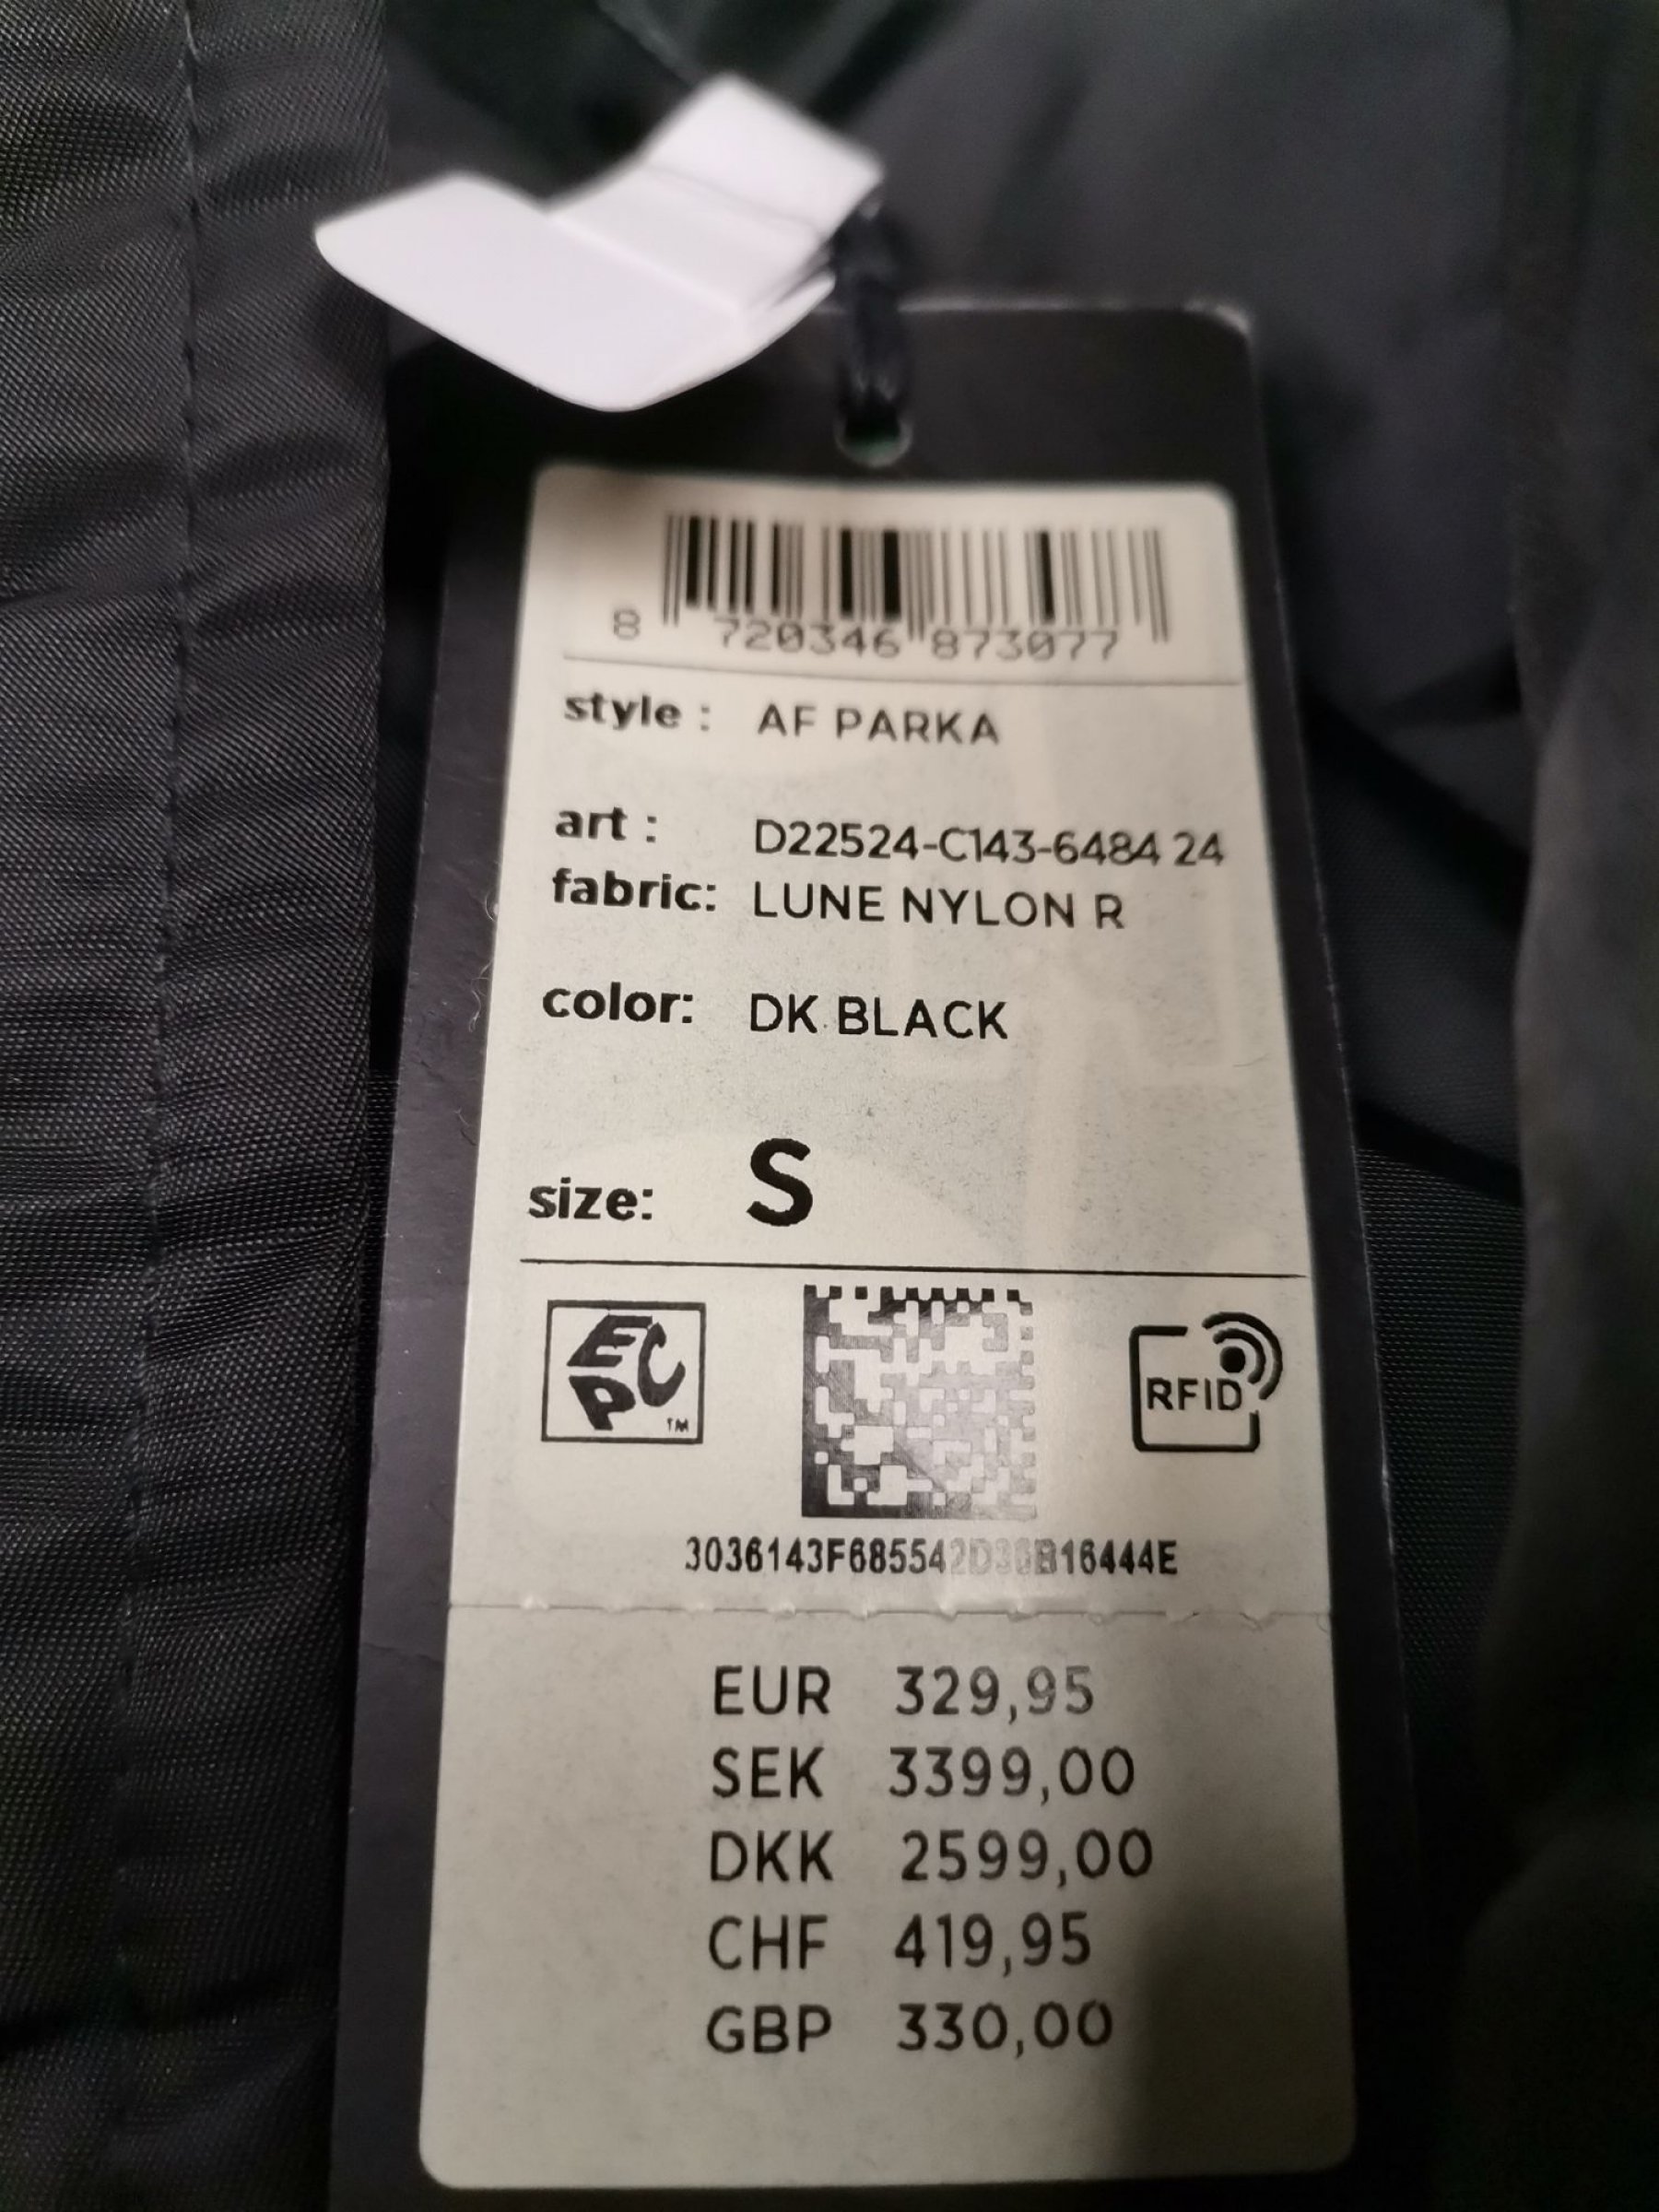 8 720346 873077
style : AF PARKA
art : D22524-C143-6484 24
fabric: LUNE NYLON R
color: DK BLACK
size: S
EPC TM
RFID
EUR 329,95
SEK 3399,00
DKK 2599,00
CHF 419,95
GBP 330,00